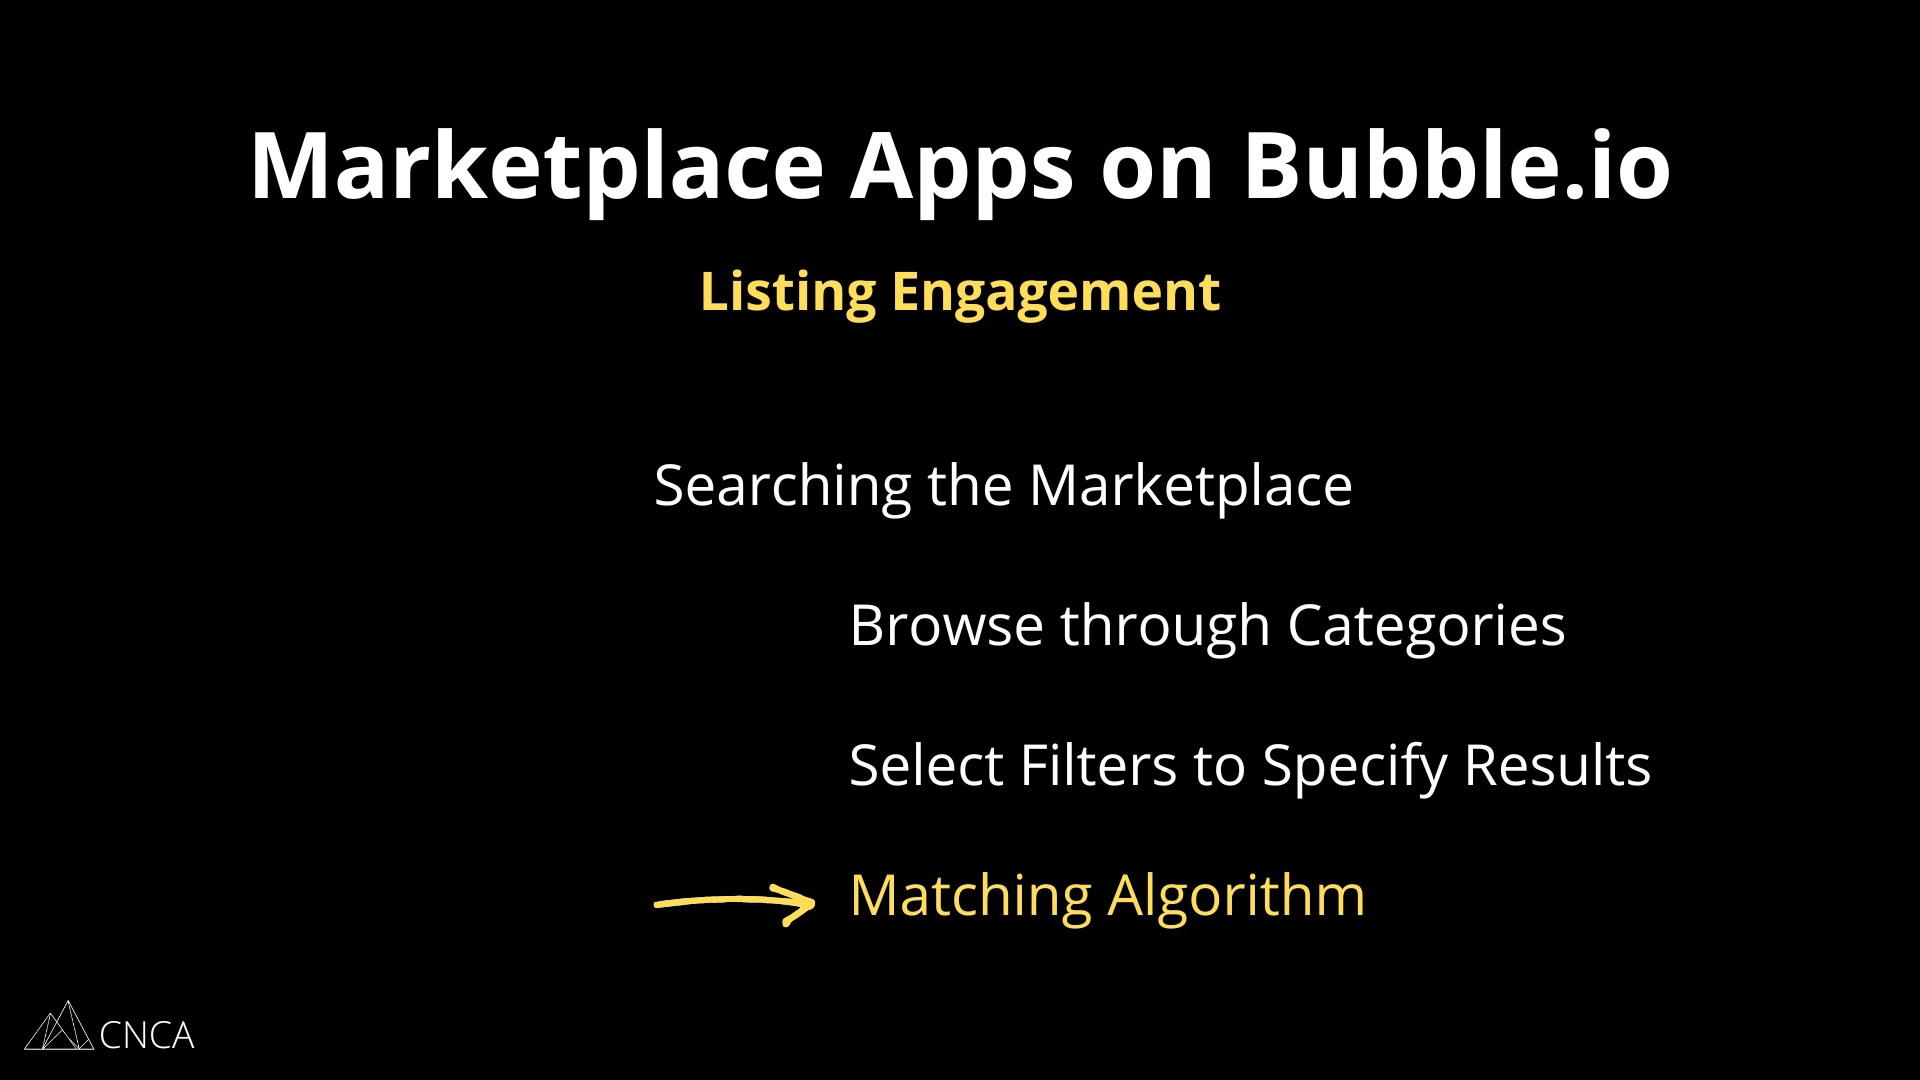 Marketplace Apps on Bubble.io
Listing Engagement
Searching the Marketplace
Browse through Categories
Select Filters to Specify Results
Matching Algorithm
CNCA